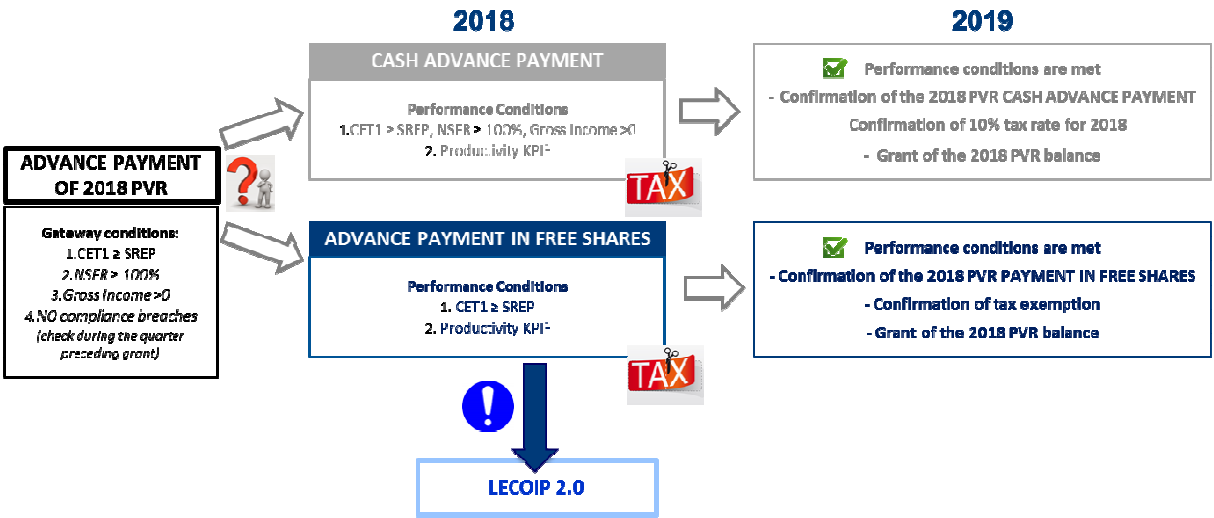 2018
2019
CASH ADVANCE PAYMENT
Performance Conditions
1.CET1 ≥ SREP, NSFR ≥ 100%, Gross Income >0
2. Productivity KPI
TAX
Performance conditions are met
- Confirmation of the 2018 PVR CASH ADVANCE PAYMENT
Confirmation of 10% tax rate for 2018
- Grant of the 2018 PVR balance
ADVANCE PAYMENT
OF 2018 PVR
?
Gateway conditions:
1.CET1 ≥ SREP
2.NSFR ≥ 100%
3.Gross Income >0
4.NO compliance breaches
(check during the quarter
preceding grant)
ADVANCE PAYMENT IN FREE SHARES
Performance Conditions
1. CET1 ≥ SREP
2. Productivity KPI
TAX
Performance conditions are met
- Confirmation of the 2018 PVR PAYMENT IN FREE SHARES
- Confirmation of tax exemption
- Grant of the 2018 PVR balance
!
LECOIP 2.0